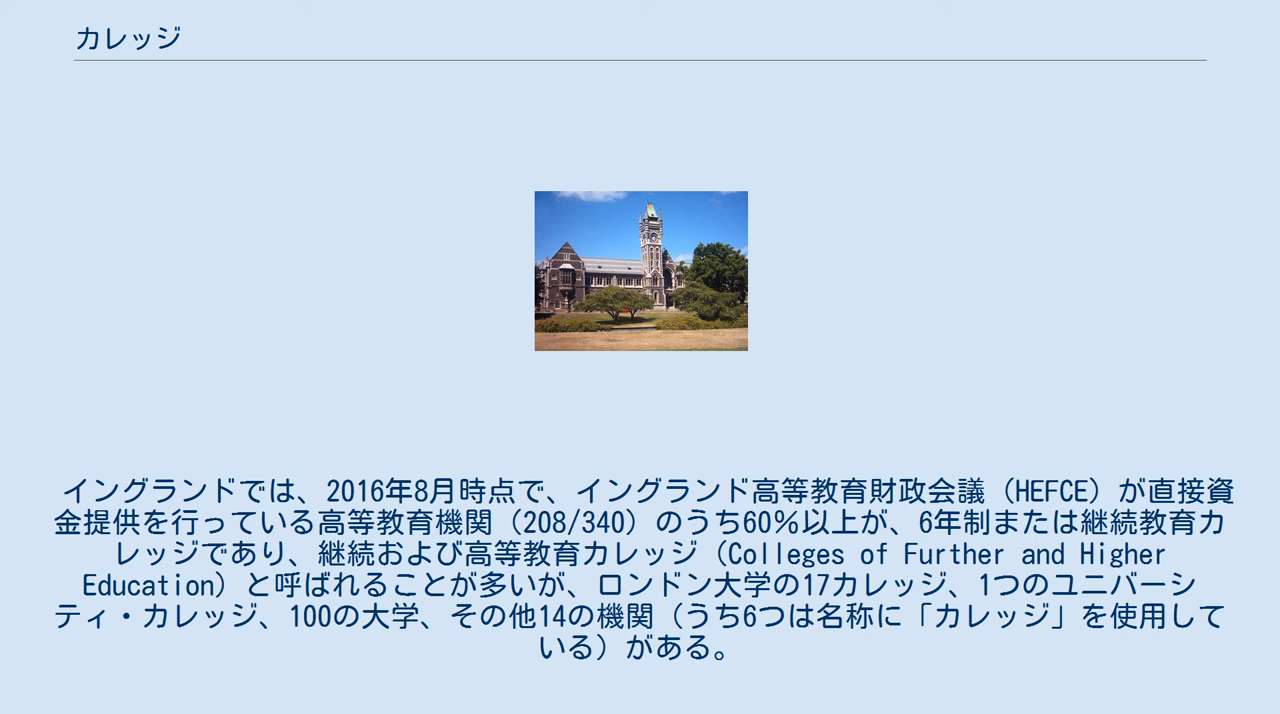 カレッジ
イングランドでは、2016年8月時点で、イングランド高等教育財政会議（HEFCE）が直接資
金提供を行っている高等教育機関（208/340）のうち60％以上が、6年制または継続教育カ
レッジであり、継続および高等教育カレッジ（Colleges of Further and Higher
Education）と呼ばれることが多いが、ロンドン大学の17カレッジ、1つのユニバーシ
ティ・カレッジ、100の大学、その他14の機関（うち6つは名称に「カレッジ」を使用して
いる）がある。